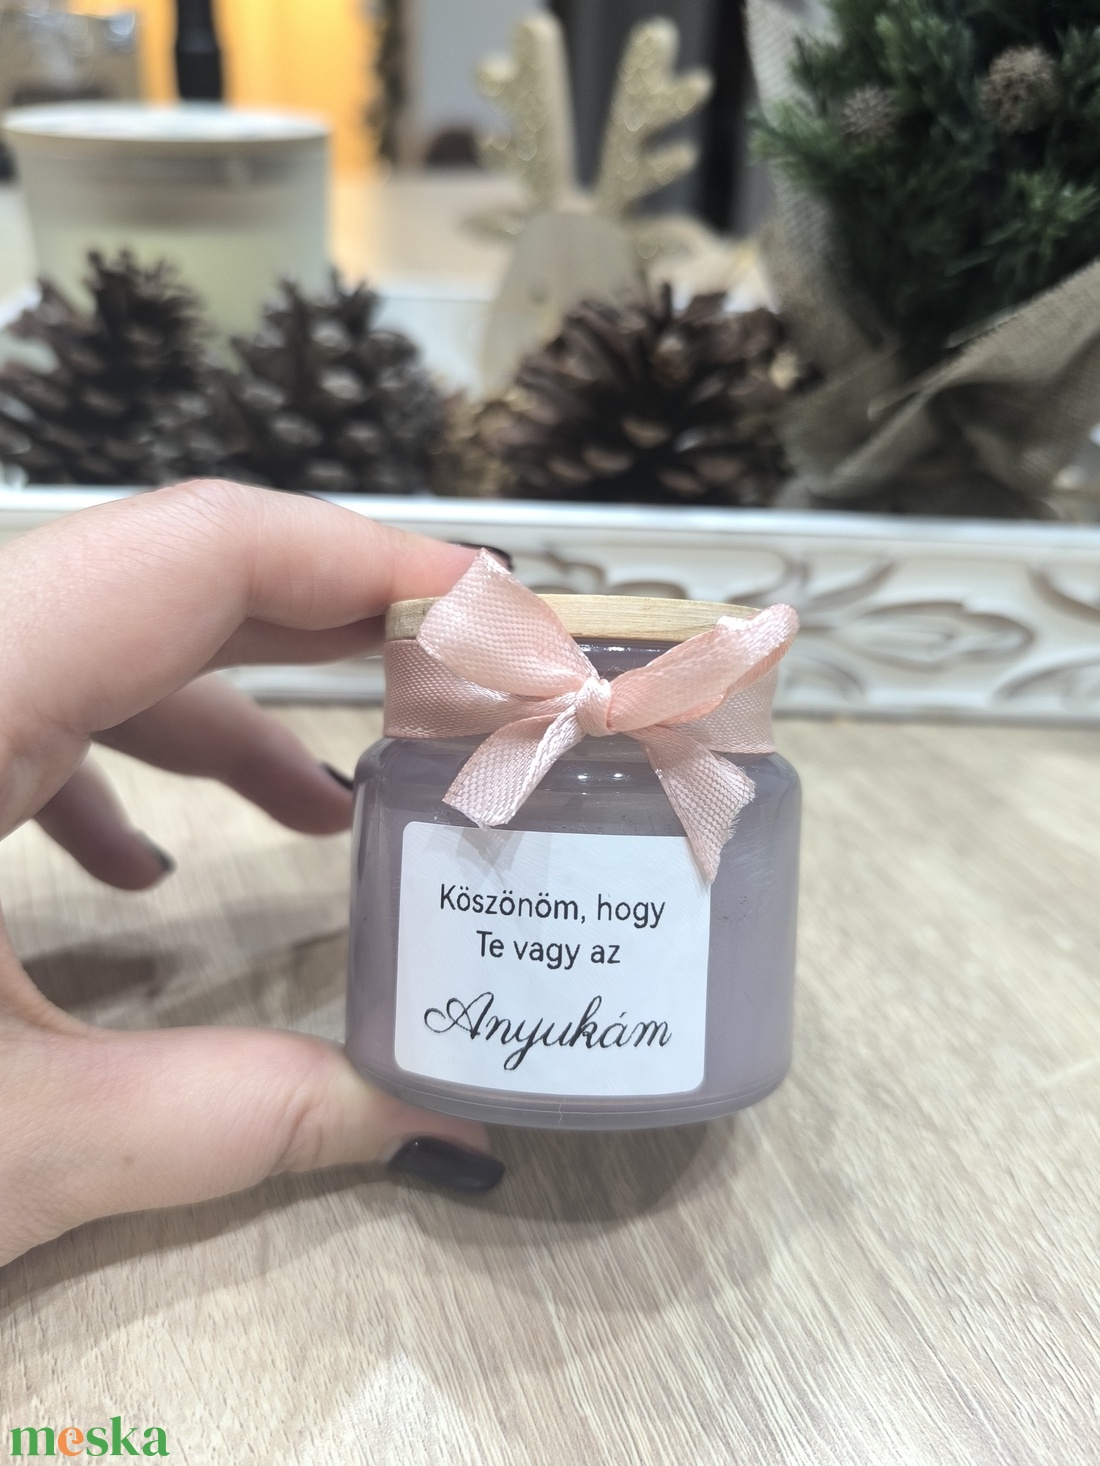 Köszönöm, hogy
Te vagy az
Anyukám
meska